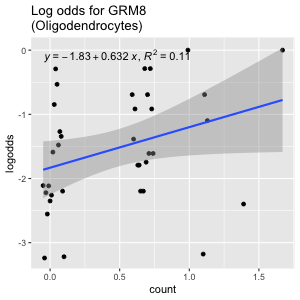 Log odds for GRM8
(Oligodendrocytes)
y = −1.83 + 0.632 x, R² = 0.11
0
-1
-2
-3
logodds
0.0 0.5 1.0 1.5
count